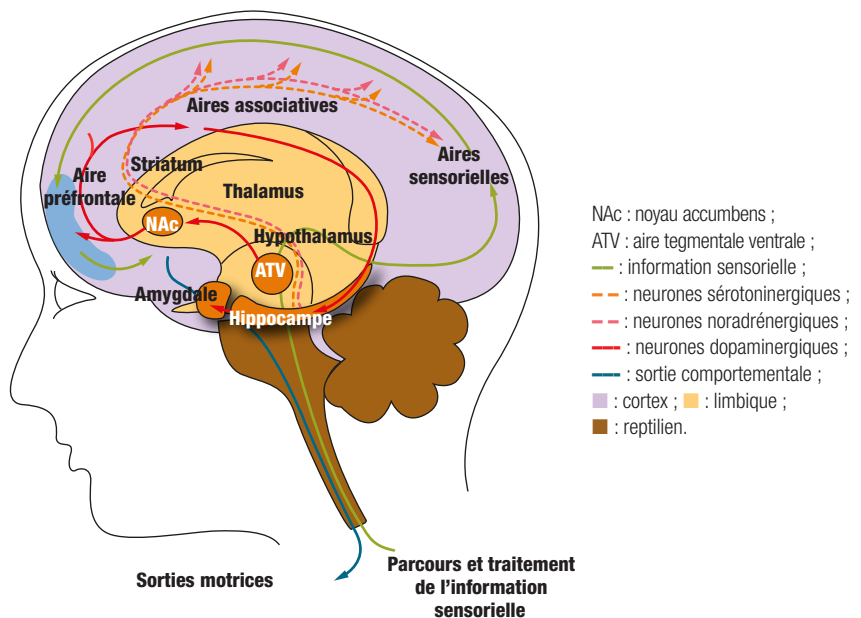 Aires associatives
Striatum
Aires
sensorielles
Aire
préfrontale
Thalamus
NAc
Hypothalamus
ATV
Amygdale
Hippocampe
Sorties motrices
Parcours et traitement
de l’information
sensorielle
NAc : noyau accumbens ;
ATV : aire tegmentale ventrale ;
: information sensorielle ;
: neurones sérotoninergiques ;
: neurones noradrénergiques ;
: neurones dopaminergiques ;
: sortie comportementale ;
: cortex ; : limbique ;
: reptilien.